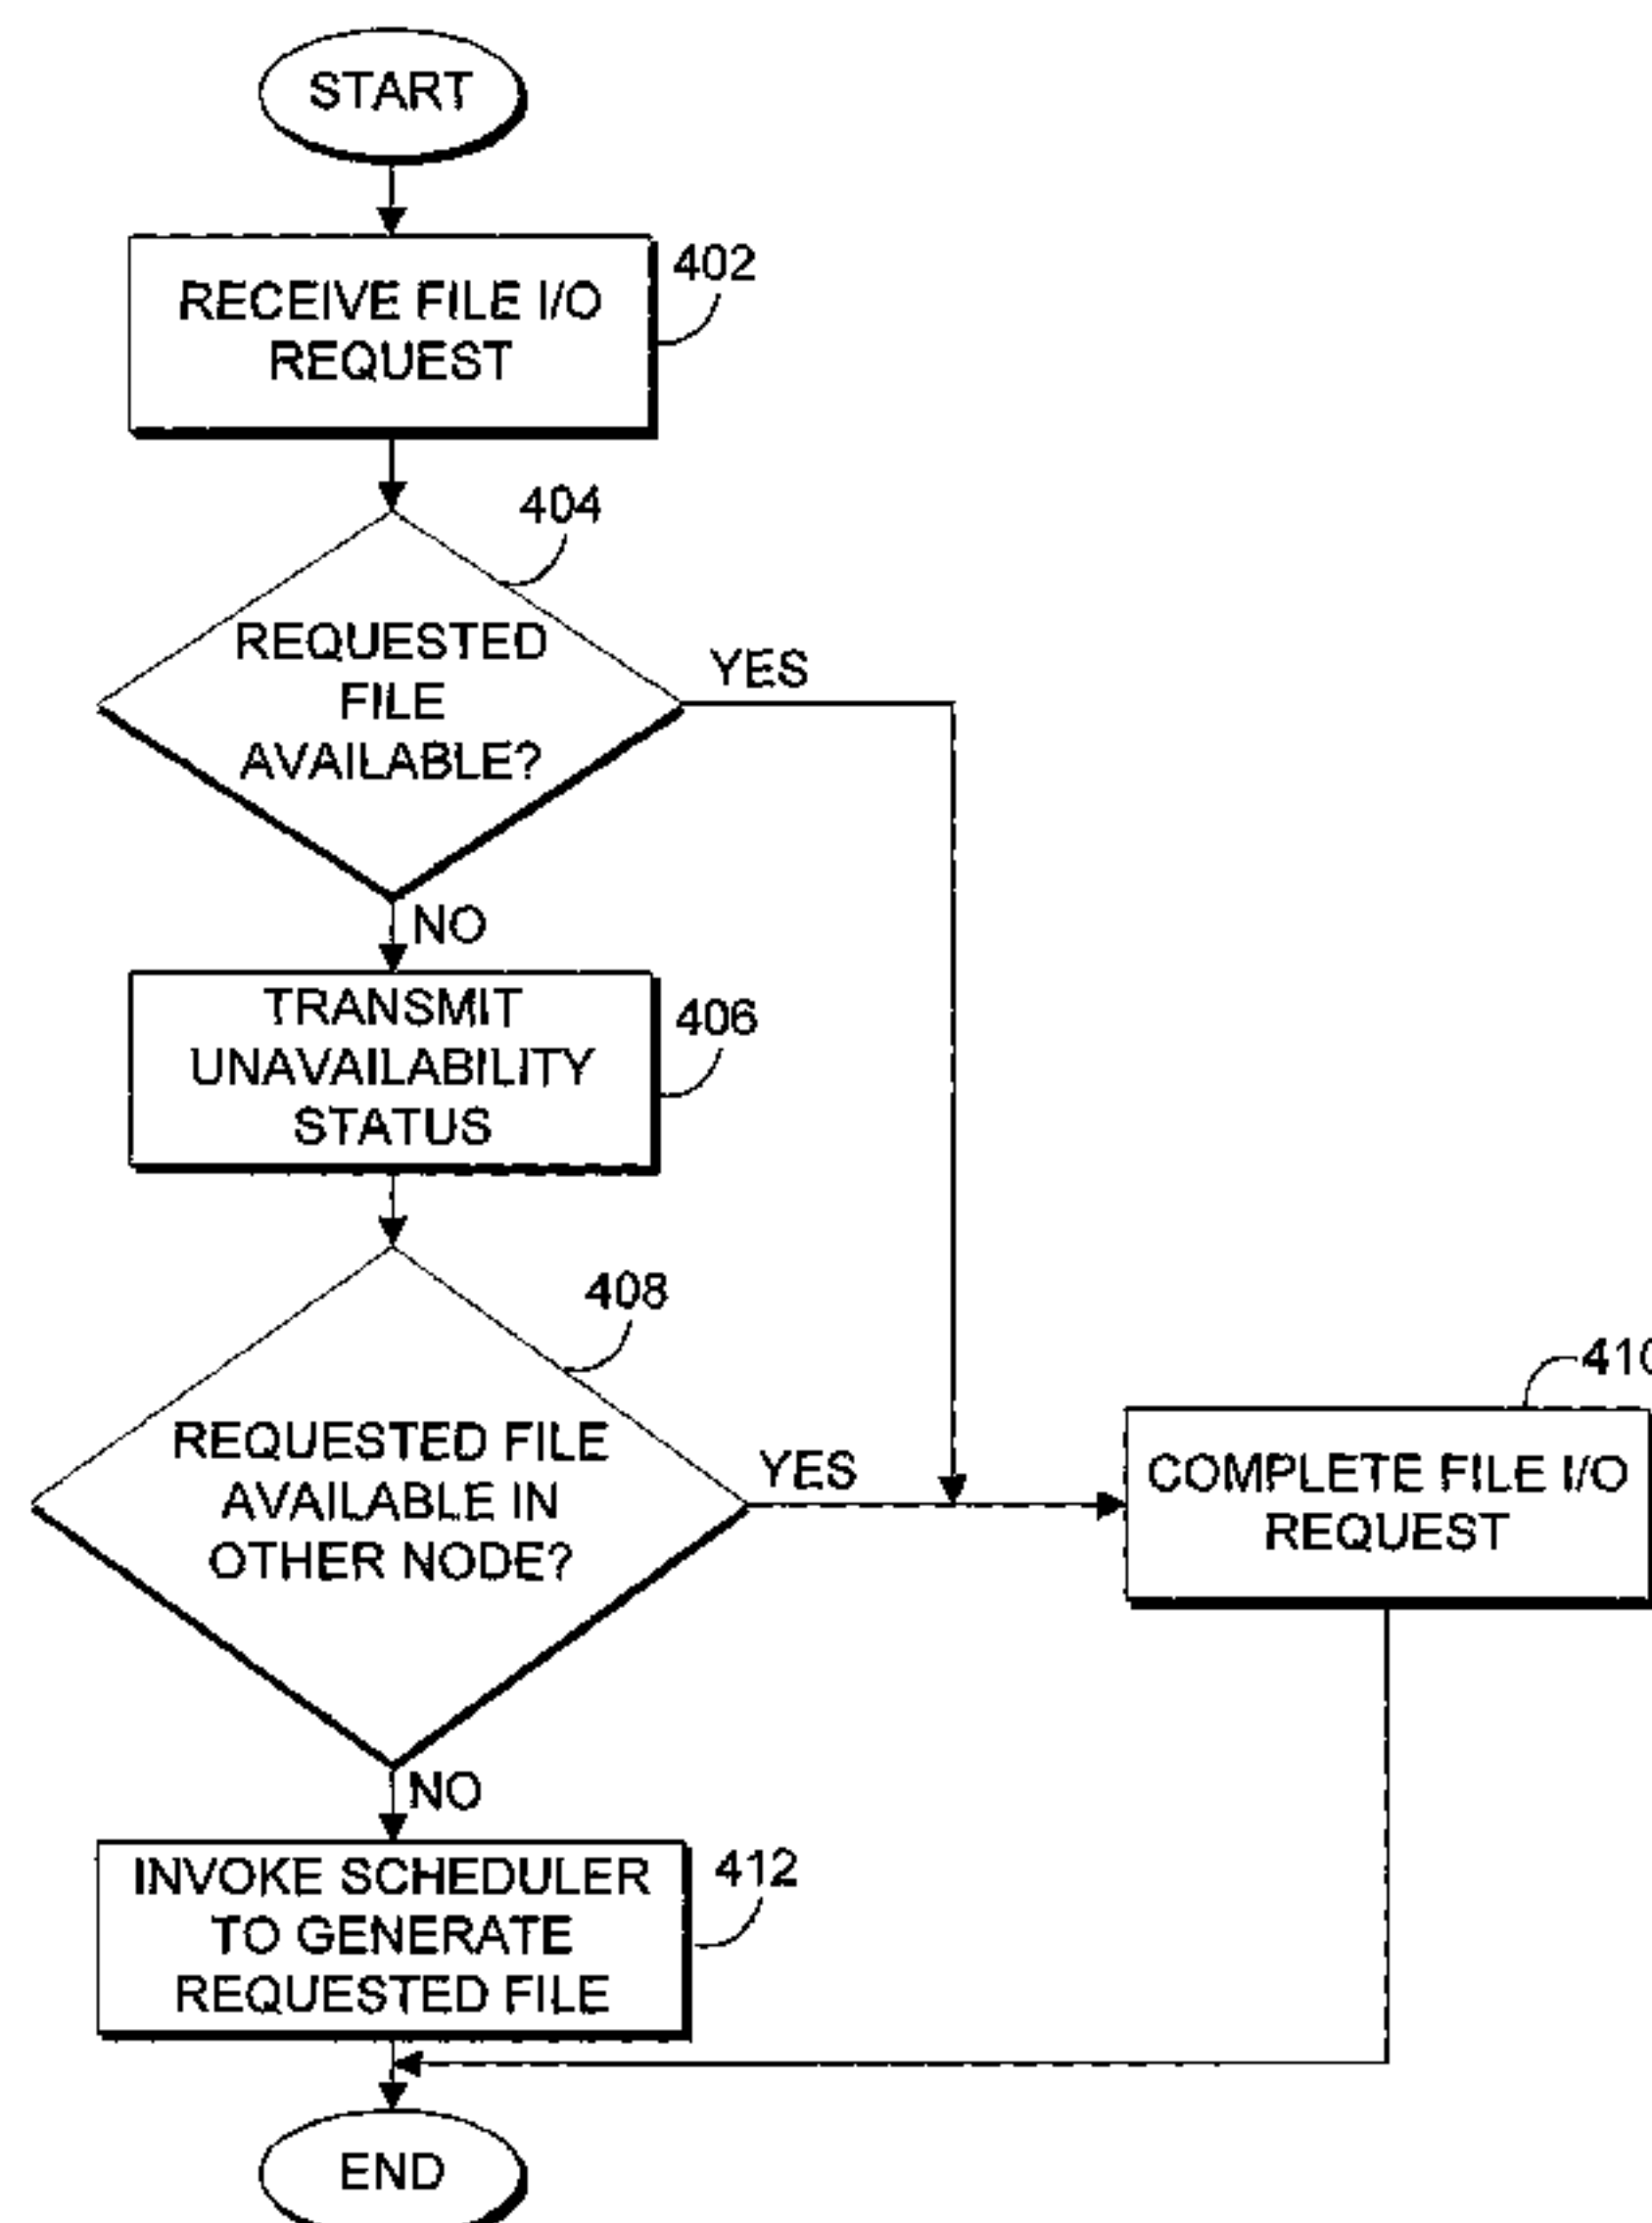 START
RECEIVE FILE I/O
REQUEST
402
404
REQUESTED
FILE
AVAILABLE?
YES
NO
TRANSMIT
UNAVAILABILITY
STATUS
406
408
REQUESTED FILE
AVAILABLE IN
OTHER NODE?
YES
410
COMPLETE FILE I/O
REQUEST
NO
INVOKE SCHEDULER
TO GENERATE
REQUESTED FILE
412
END